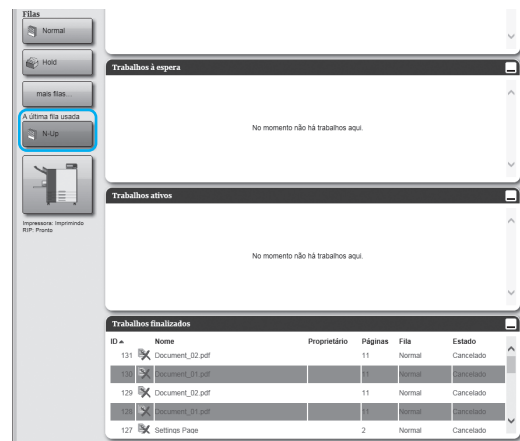 Filas
Normal
Hold
mais filas...
A última fila usada
N-Up
Impressora: Imprimindo
RIP: Pronto
Trabalhos à espera
No momento não há trabalhos aqui.
Trabalhos ativos
No momento não há trabalhos aqui.
Trabalhos finalizados
ID Nome Proprietário Páginas Fila Estado
131 Document_02.pdf 11 Normal Cancelado
130 Document_01.pdf 11 Normal Cancelado
129 Document_02.pdf 11 Normal Cancelado
128 Document_01.pdf 11 Normal Cancelado
127 Settings Page 2 Normal Cancelado